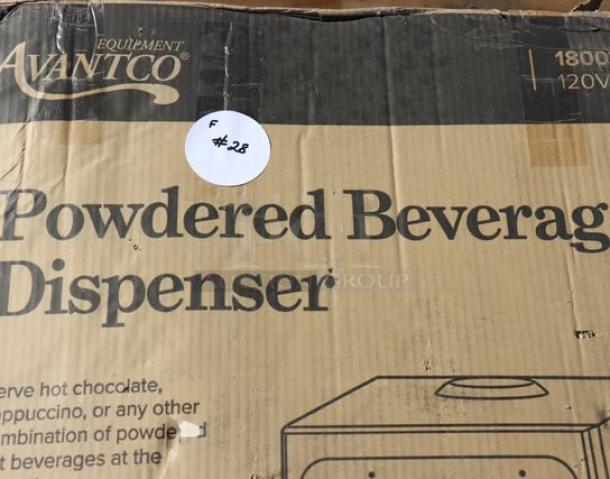 EQUIPMENT
AVANTCO®
1800
120V
F
#28
Powdered Beverag
Dispenser
GROUP
erve hot chocolate,
ppuccino, or any other
mbination of powde d
t beverages at the